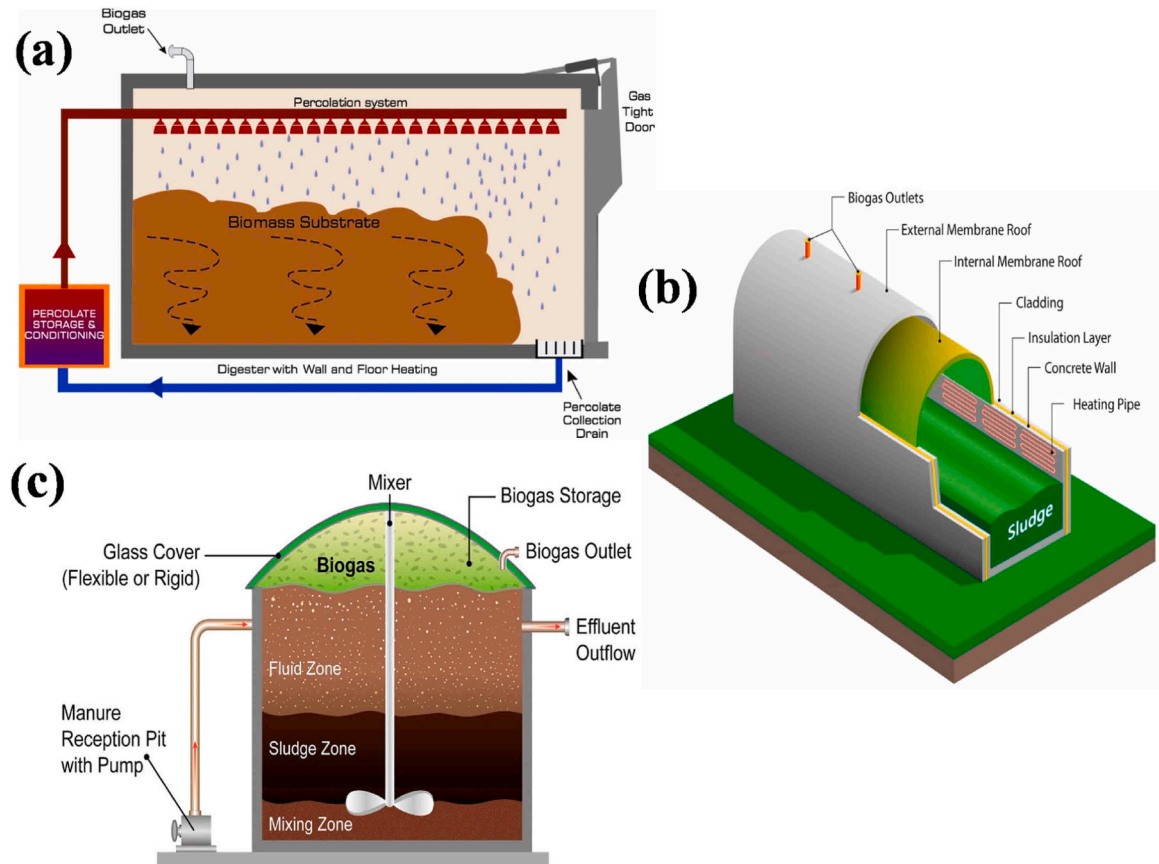 (a)
Biogas
Outlet
Percolation system
Gas
Tight
Door
Biomass Substrate
PERCOLATE
STORAGE &
CONDITIONING
Digester with Wall and Floor Heating
Percolate
Collection
Drain
(b)
Biogas Outlets
External Membrane Roof
Internal Membrane Roof
Cladding
Insulation Layer
Concrete Wall
Heating Pipe
Sludge
(c)
Mixer
Biogas Storage
Glass Cover
(Flexible or Rigid)
Biogas
Biogas Outlet
Effluent
Outflow
Fluid Zone
Manure
Reception Pit
with Pump
Sludge Zone
Mixing Zone